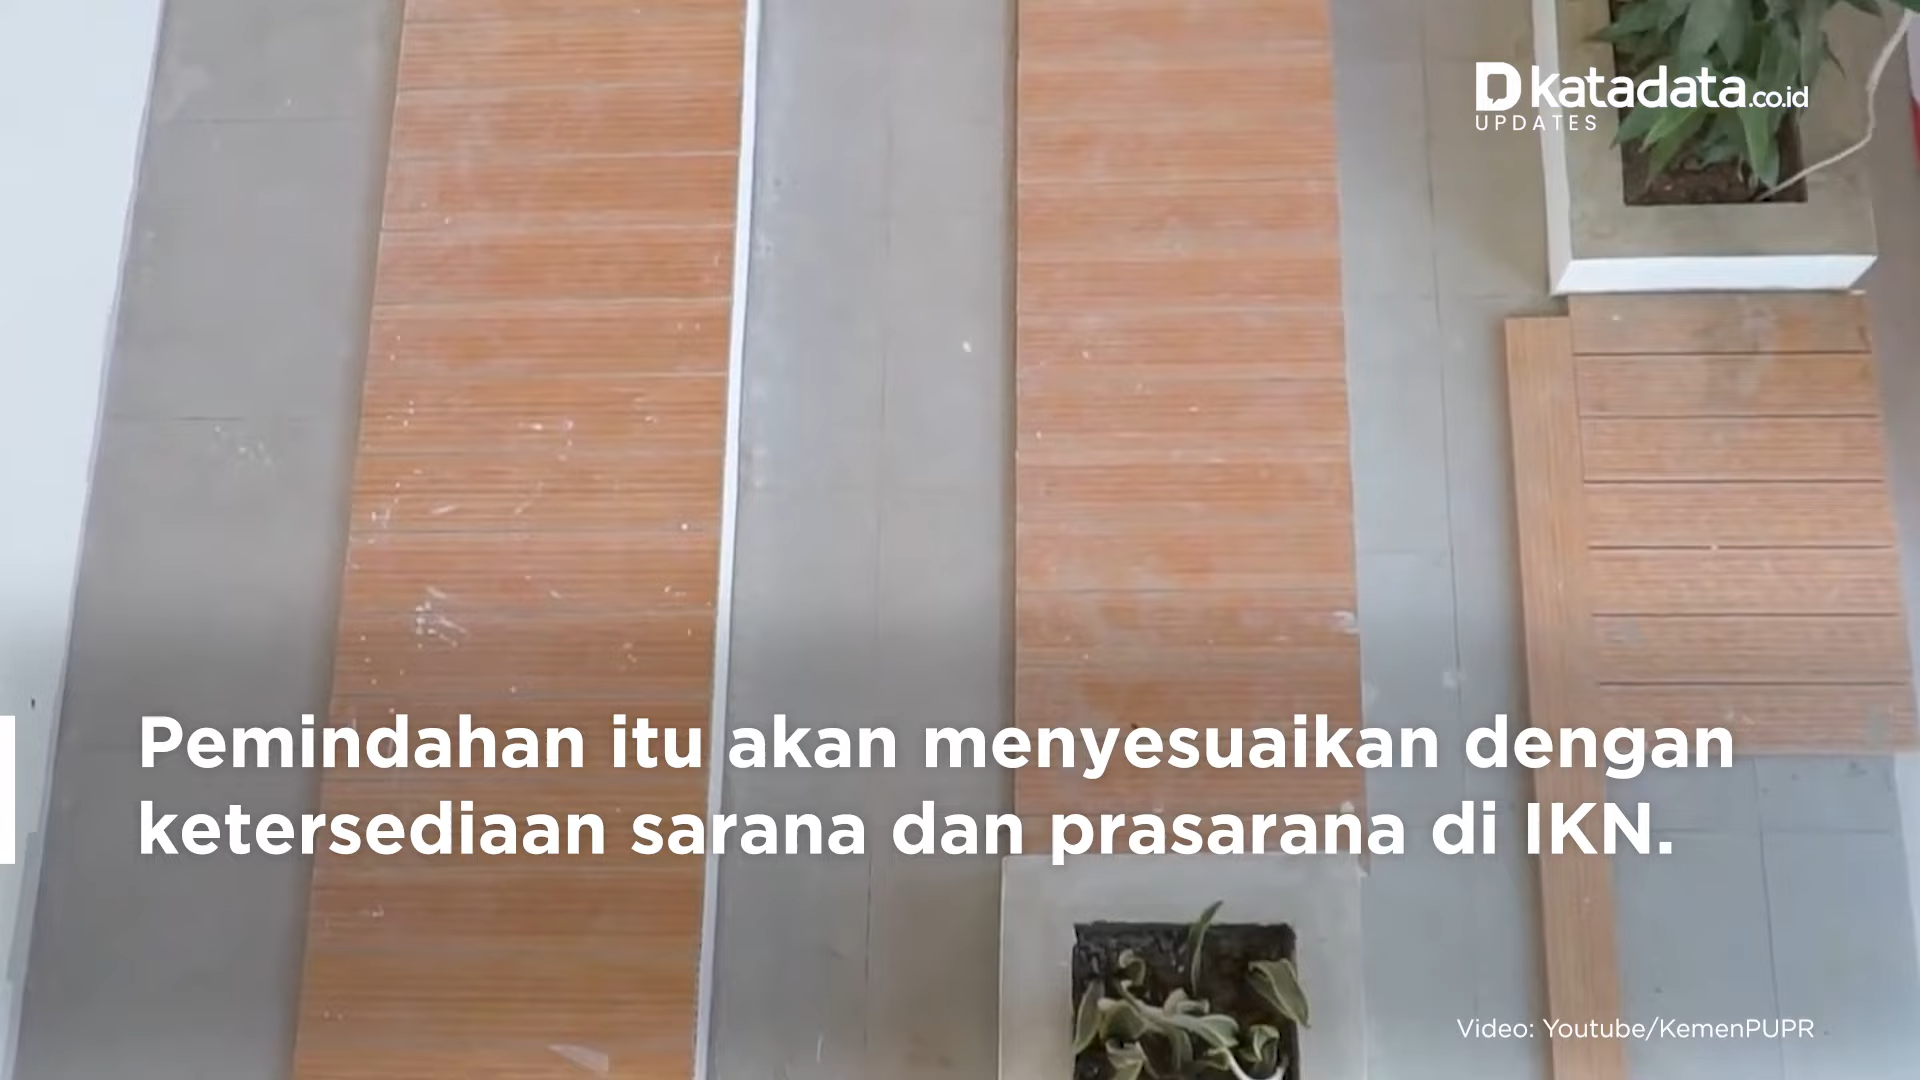 katadata.co.id
UPDATES
Pemindahan itu akan menyesuaikan dengan
ketersediaan sarana dan prasarana di IKN.
Video: Youtube/KemenPUPR